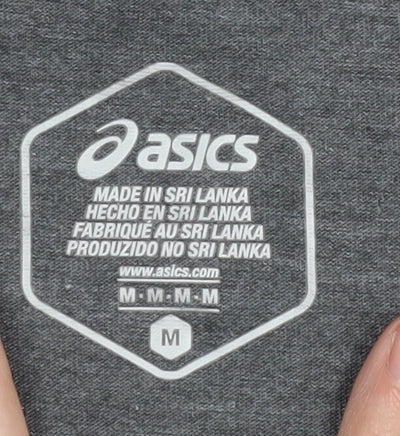 asics
MADE IN SRI LANKA
HECHO EN SRI LANKA
FABRIQUÉ AU SRI LANKA
PRODUZIDO NO SRI LANKA
www.asics.com
M - M - M - M
M